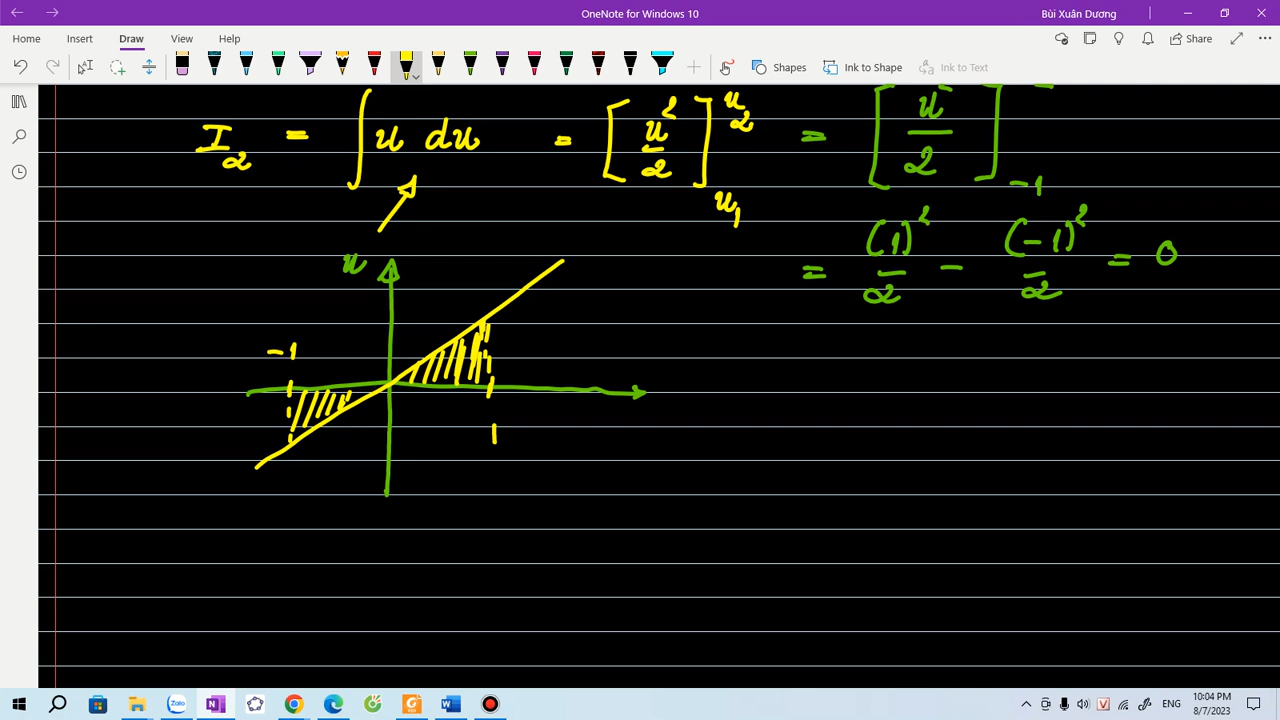 OneNote for Windows 10
Bùi Xuân Dương
Home Insert Draw View Help
Share
Shapes Ink to Shape Ink to Text
I₂ = ∫ u du = [u²/2] u₂ u₁ = [u²/2] -1
= (1)²/2 - (-1)²/2 = 0
u
-1
1
Zalo
W
V
ENG
10:04 PM
8/7/2023